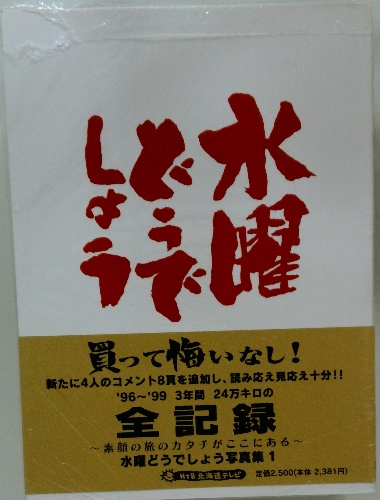 水曜
どうで
しょう
買って悔いなし!
新たに4人のコメント8頁を追加し、読み応え見応え十分!!
'96〜'99 3年間 24万キロの
全記録
〜素顔の旅のカタチがここにある〜
水曜どうでしょう写真集1
HTB 北海道テレビ 定価2,500(本体 2,381円)